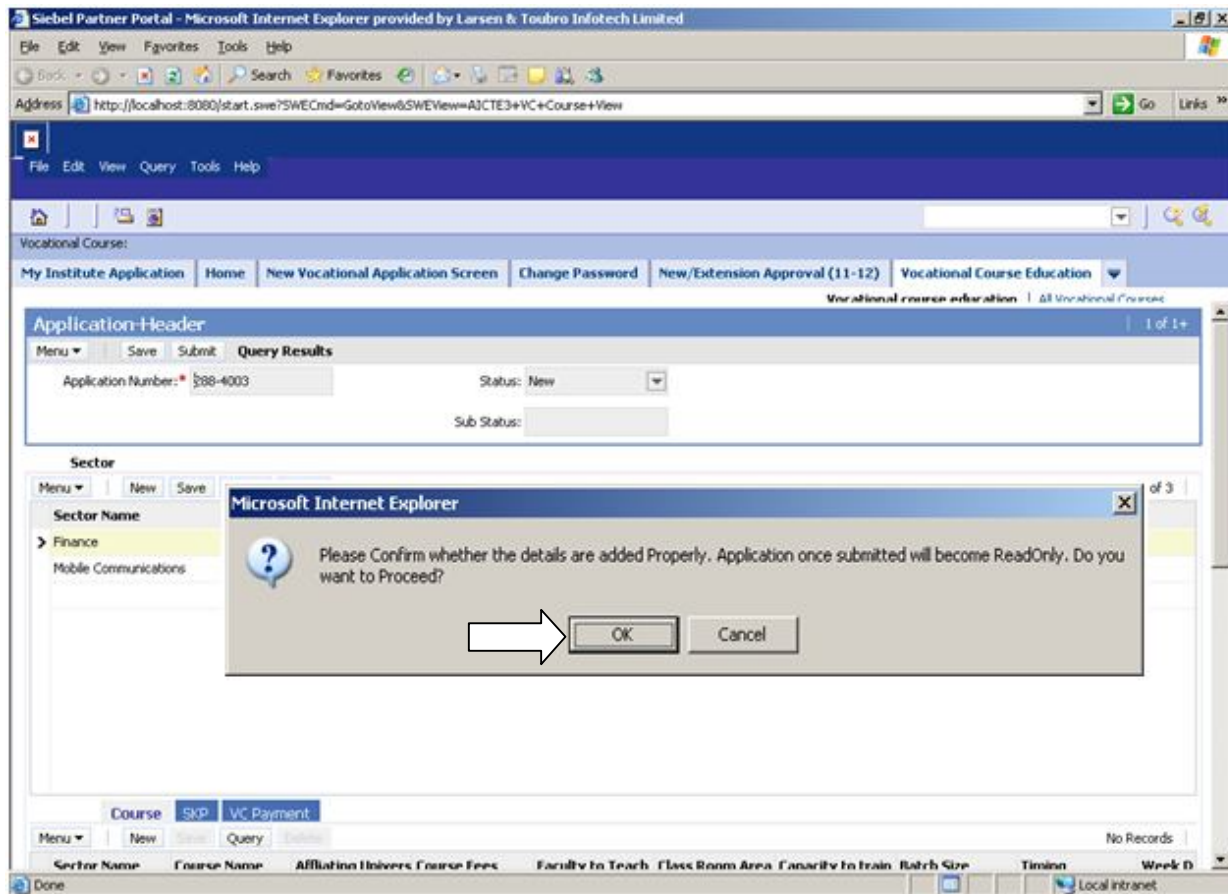 Siebel Partner Portal - Microsoft Internet Explorer provided by Larsen & Toubro Infotech Limited
File Edit View Favorites Tools Help
Back Search Favorites
Address http://localhost:8080/start.swe?SWECmd=GotoView&SWEView=AICTE3+VC+Course+View Go Links »
File Edit View Query Tools Help
Vocational Course:
My Institute Application Home New Vocational Application Screen Change Password New/Extension Approval (11-12) Vocational Course Education
Vocational course education | All Vocational Courses
Application-Header 1 of 1+
Menu Save Submit Query Results
Application Number:* 288-4003 Status: New
Sub Status:
Sector
Menu New Save of 3
Sector Name
Finance
Mobile Communications
Microsoft Internet Explorer
Please Confirm whether the details are added Properly. Application once submitted will become ReadOnly. Do you
want to Proceed?
OK Cancel
Course SKP VC Payment
Menu New Save Query Delete No Records
Sector Name Course Name Affliating Univers Course Fees Faculty to Teach Class Room Area Capacity to train Batch Size Timing Week D
Done Local intranet